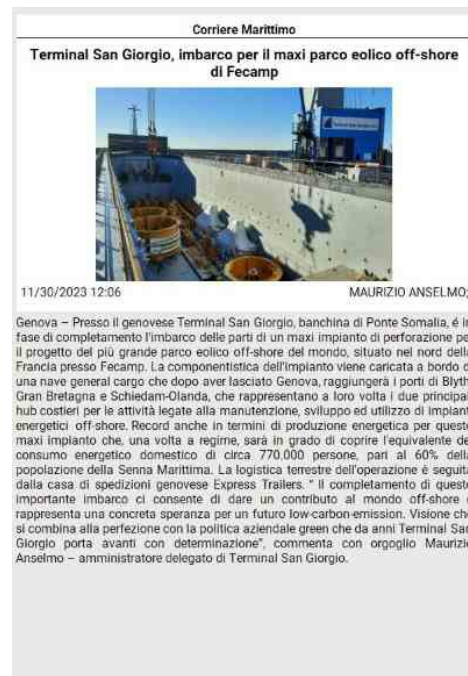 Corriere Marittimo
Terminal San Giorgio, imbarco per il maxi parco eolico off-shore
di Fecamp
11/30/2023 12:06 MAURIZIO ANSELMO;
Genova – Presso il genovese Terminal San Giorgio, banchina di Ponte Somalia, é in
fase di completamento l'imbarco delle parti di un maxi impianto di perforazione per
il progetto del più grande parco eolico off-shore del mondo, situato nel nord della
Francia presso Fecamp. La componentistica dell'impianto viene caricata a bordo d
una nave general cargo che dopo aver lasciato Genova, raggiungerà i porti di Blyth
Gran Bretagna e Schiedam-Olanda, che rappresentano a loro volta i due principal
hub costieri per le attività legate alla manutenzione, sviluppo ed utilizzo di impiant
energetici off-shore. Record anche in termini di produzione energetica per questo
maxi impianto che, una volta a regime, sarà in grado di coprire l'equivalente de
consumo energetico domestico di circa 770.000 persone, pari al 60% della
popolazione della Senna Marittima. La logistica terrestre dell'operazione è seguita
dalla casa di spedizioni genovese Express Trailers. " Il completamento di questo
importante imbarco ci consente di dare un contributo al mondo off-shore e
rappresenta una concreta speranza per un futuro low-carbon-emission. Visione che
si combina alla perfezione con la politica aziendale green che da anni Terminal San
Giorgio porta avanti con determinazione", commenta con orgoglio Maurizio
Anselmo – amministratore delegato di Terminal San Giorgio.